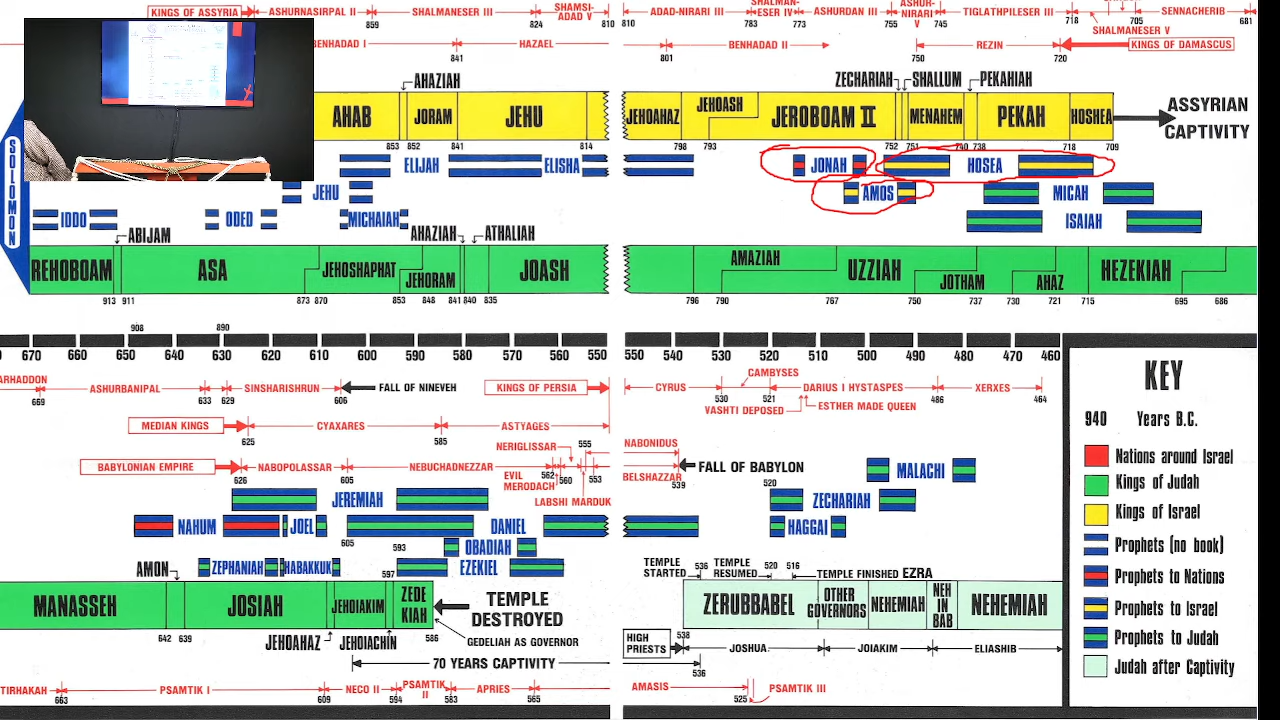 KINGS OF ASSYRIA
ASHURNASIRPAL II
SHALMANESER III
SHAMSI-
ADAD V
ADAD-NIRARI III
SHALMAN-
ESER IV
ASHURDAN III
ASHUR-
NIRARI
V
TIGLATHPILESER III
SHALMANESER V
SENNACHERIB
859
824
810
810
783
773
755
745
718
705
681
BENHADAD I
HAZAEL
BENHADAD II
REZIN
KINGS OF DAMASCUS
841
801
750
720
AHAZIAH
ZECHARIAH
SHALLUM
PEKAHIAH
SOLOMON
AHAB
JORAM
JEHU
JEHOAHAZ
JEHOASH
JEROBOAM II
MENAHEM
PEKAH
HOSHEA
ASSYRIAN
CAPTIVITY
853
852
841
814
798
793
752
751
740
738
718
709
ELIJAH
ELISHA
JONAH
HOSEA
JEHU
AMOS
MICAH
IDDO
ODED
MICHAIAH
ISAIAH
ABIJAM
AHAZIAH
ATHALIAH
REHOBOAM
ASA
JEHOSHAPHAT
JEHORAM
JOASH
AMAZIAH
UZZIAH
JOTHAM
AHAZ
HEZEKIAH
913
911
873
870
853
848
841
840
835
796
790
767
750
737
730
721
715
695
686
908
890
670
660
650
640
630
620
610
600
590
580
570
560
550
550
540
530
520
510
500
490
480
470
460
ARHADDON
ASHURBANIPAL
SINSHARISHRUN
FALL OF NINEVEH
KINGS OF PERSIA
CYRUS
CAMBYSES
DARIUS I HYSTASPES
XERXES
669
633
629
606
530
521
486
464
VASHTI DEPOSED
ESTHER MADE QUEEN
MEDIAN KINGS
CYAXARES
ASTYAGES
625
585
NERIGLISSAR
555
NABONIDUS
BABYLONIAN EMPIRE
NABOPOLASSAR
NEBUCHADNEZZAR
626
605
EVIL
MERODACH
562
560
553
LABSHI MARDUK
BELSHAZZAR
539
FALL OF BABYLON
MALACHI
JEREMIAH
520
ZECHARIAH
NAHUM
JOEL
DANIEL
HAGGAI
605
593
OBADIAH
ZEPHANIAH
HABAKKUK
EZEKIEL
597
AMON
TEMPLE
STARTED
536
TEMPLE
RESUMED
520
516
TEMPLE FINISHED
EZRA
MANASSEH
JOSIAH
JEHOIAKIM
ZEDE
KIAH
TEMPLE
DESTROYED
ZERUBBABEL
OTHER
GOVERNORS
NEHEMIAH
NEH
IN
BAB
NEHEMIAH
642
639
609
586
GEDELIAH AS GOVERNOR
JEHOAHAZ
JEHOIACHIN
HIGH
PRIESTS
538
JOSHUA
JOIAKIM
ELIASHIB
70 YEARS CAPTIVITY
536
TIRHAKAH
PSAMTIK I
NECO II
PSAMTIK
II
APRIES
AMASIS
PSAMTIK III
663
609
594
583
565
525
KEY
940 Years B.C.
Nations around Israel
Kings of Judah
Kings of Israel
Prophets (no book)
Prophets to Nations
Prophets to Israel
Prophets to Judah
Judah after Captivity